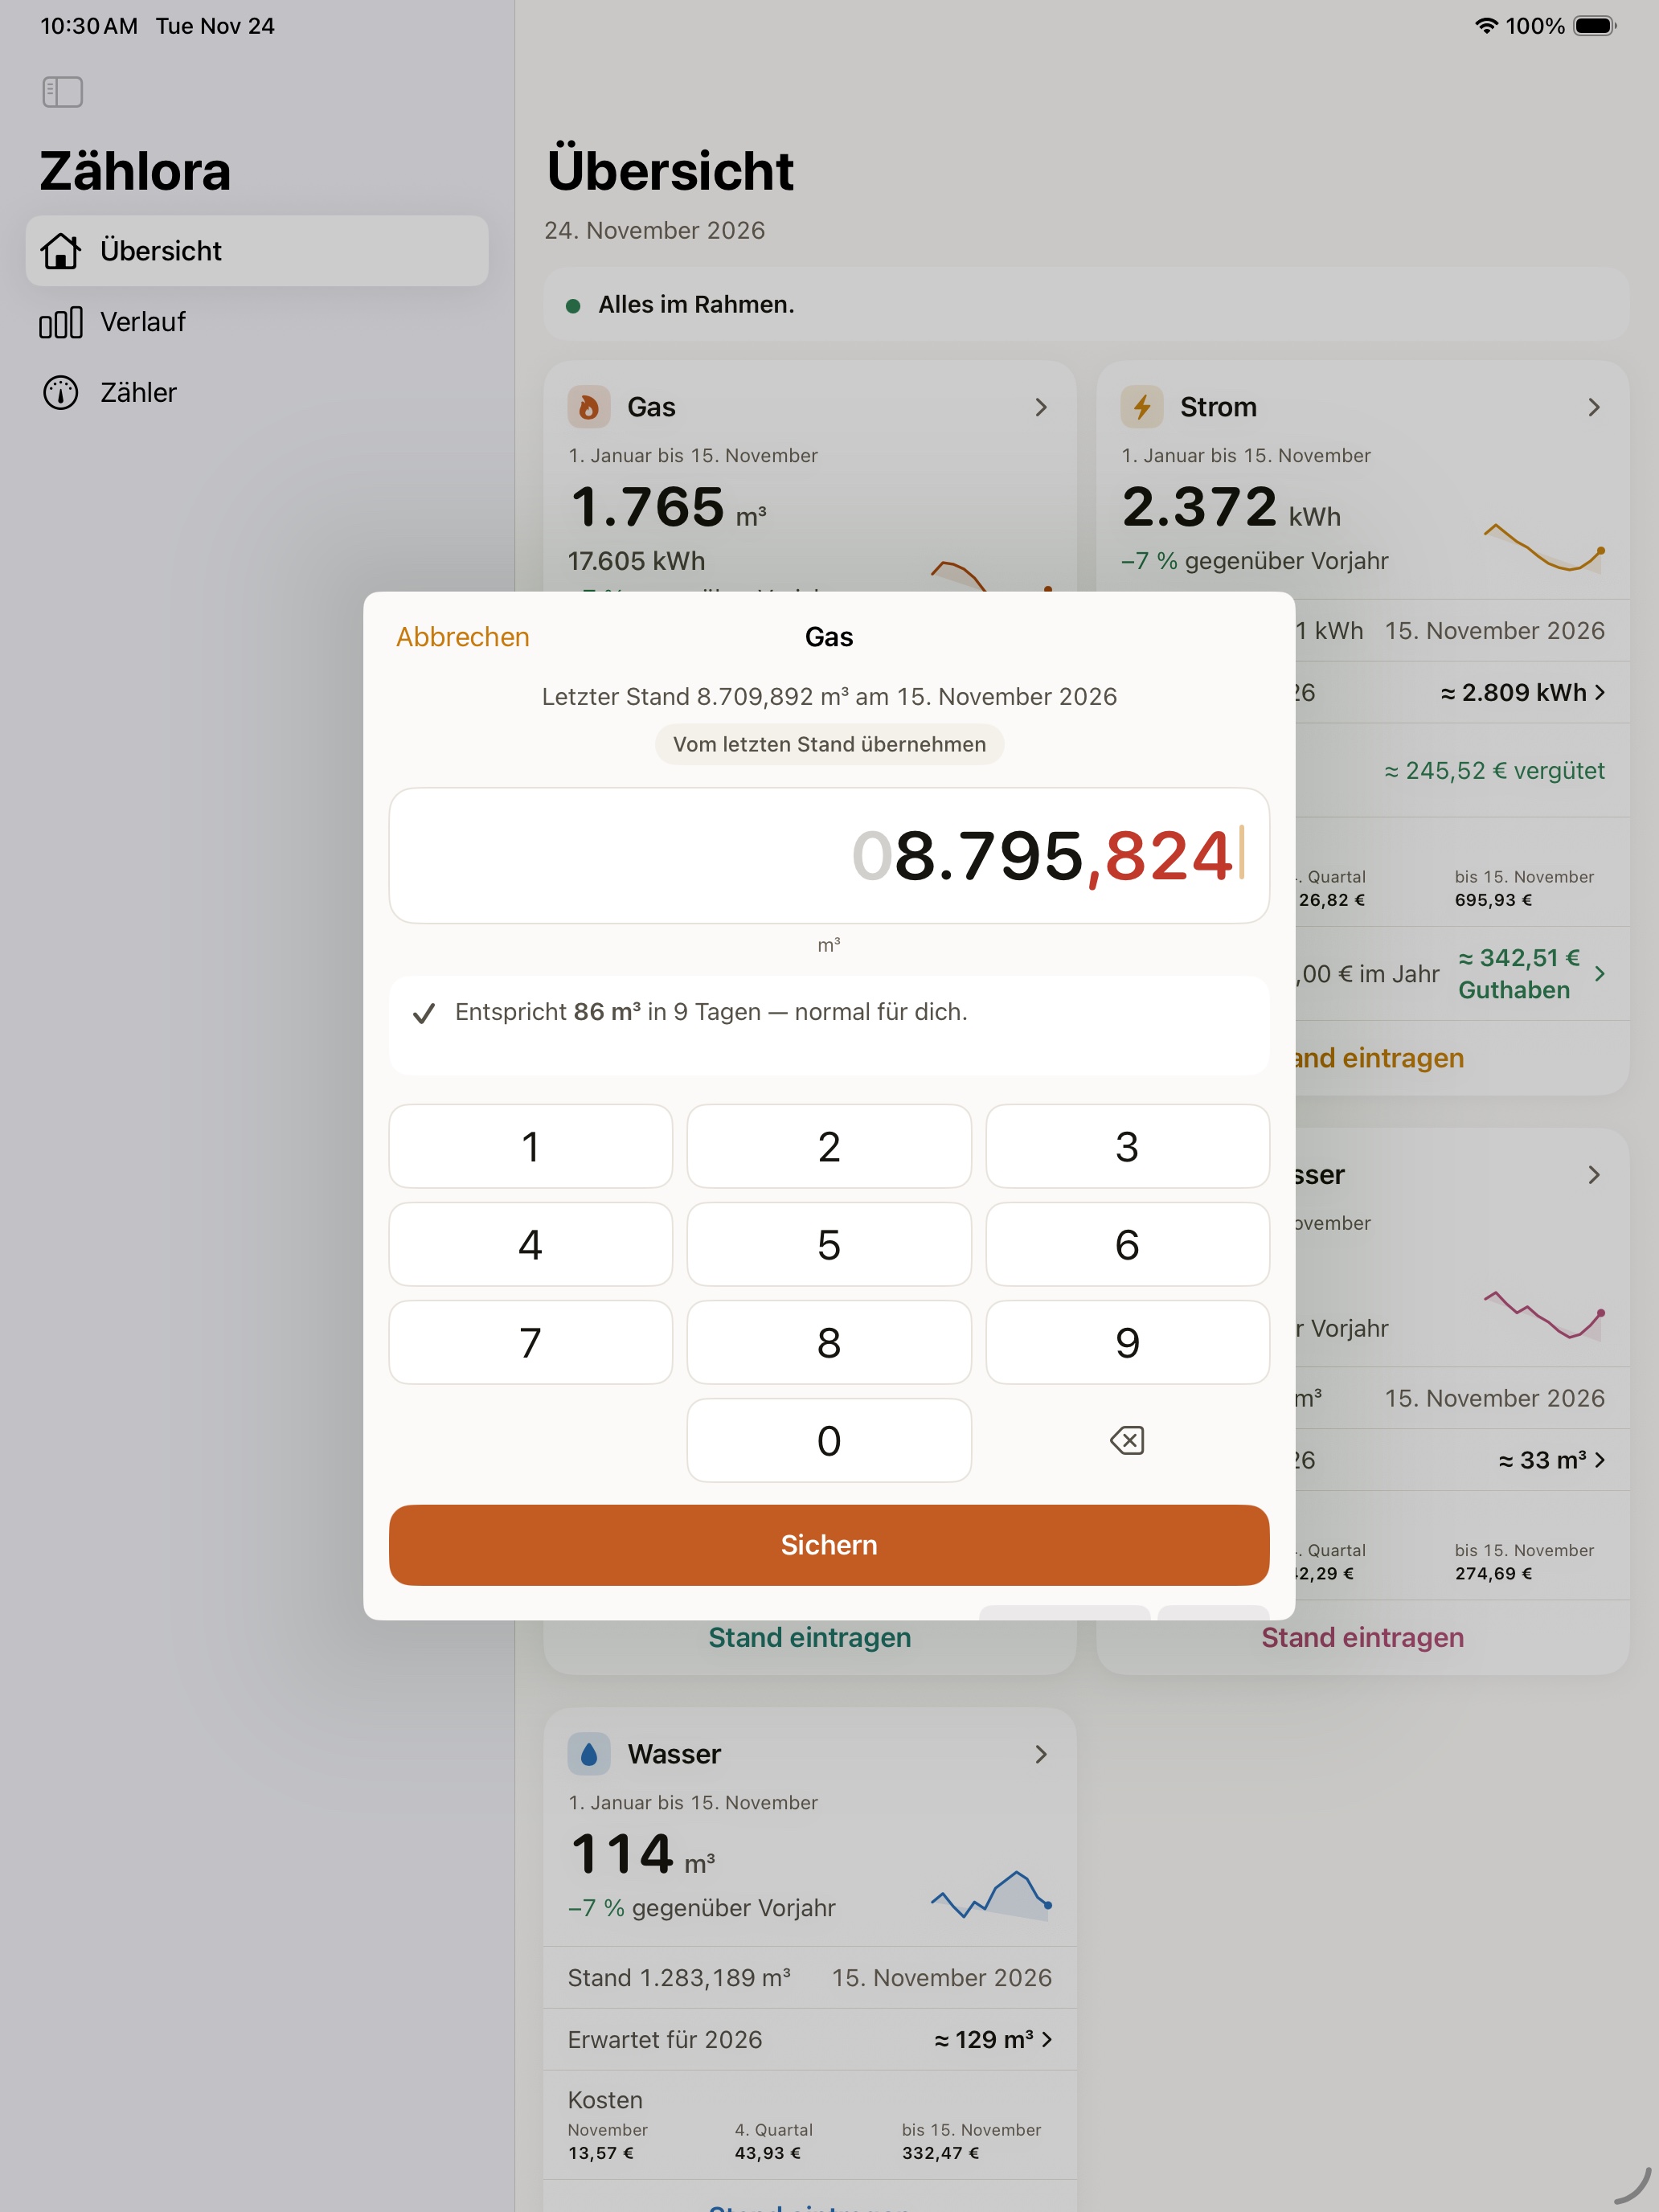 10:30 AM Tue Nov 24
100%
Zählora
Übersicht
Verlauf
Zähler
Übersicht
24. November 2026
Alles im Rahmen.
Gas
1. Januar bis 15. November
1.765 m³
17.605 kWh
Strom
1. Januar bis 15. November
2.372 kWh
–7 % gegenüber Vorjahr
1 kWh 15. November 2026
26 ≈ 2.809 kWh
≈ 245,52 € vergütet
. Quartal bis 15. November
26,82 € 695,93 €
,00 € im Jahr ≈ 342,51 €
Guthaben
and eintragen
Abbrechen
Gas
Letzter Stand 8.709,892 m³ am 15. November 2026
Vom letzten Stand übernehmen
08.795,824
m³
Entspricht 86 m³ in 9 Tagen — normal für dich.
1 2 3
4 5 6
7 8 9
0
Sichern
sser
ovember
r Vorjahr
m³ 15. November 2026
26 ≈ 33 m³
. Quartal bis 15. November
42,29 € 274,69 €
Stand eintragen
Stand eintragen
Wasser
1. Januar bis 15. November
114 m³
–7 % gegenüber Vorjahr
Stand 1.283,189 m³ 15. November 2026
Erwartet für 2026 ≈ 129 m³
Kosten
November 4. Quartal bis 15. November
13,57 € 43,93 € 332,47 €